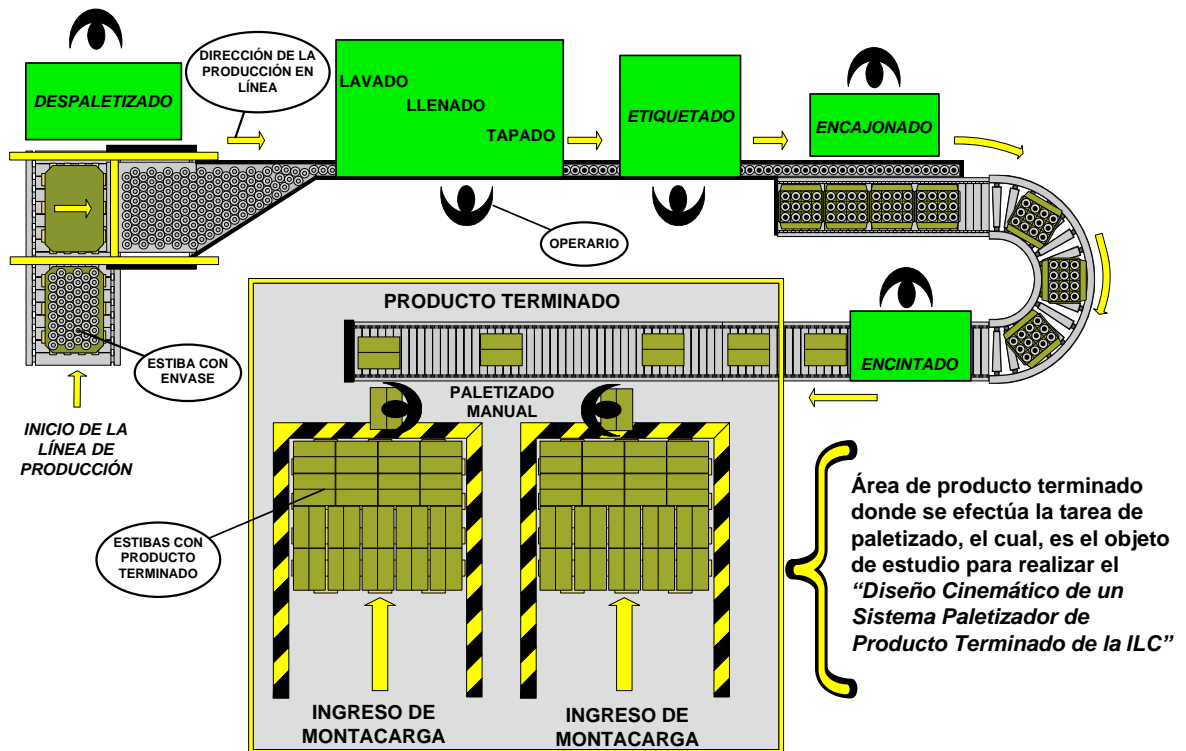 DESPALETIZADO
DIRECCIÓN DE LA
PRODUCCIÓN EN
LÍNEA
LAVADO
LLENADO
TAPADO
ETIQUETADO
ENCAJONADO
OPERARIO
ESTIBA CON
ENVASE
INICIO DE LA
LÍNEA DE
PRODUCCIÓN
PRODUCTO TERMINADO
ENCINTADO
PALETIZADO
MANUAL
ESTIBAS CON
PRODUCTO
TERMINADO
INGRESO DE
MONTACARGA
INGRESO DE
MONTACARGA
Área de producto terminado
donde se efectúa la tarea de
paletizado, el cual, es el objeto
de estudio para realizar el
“Diseño Cinemático de un
Sistema Paletizador de
Producto Terminado de la ILC”